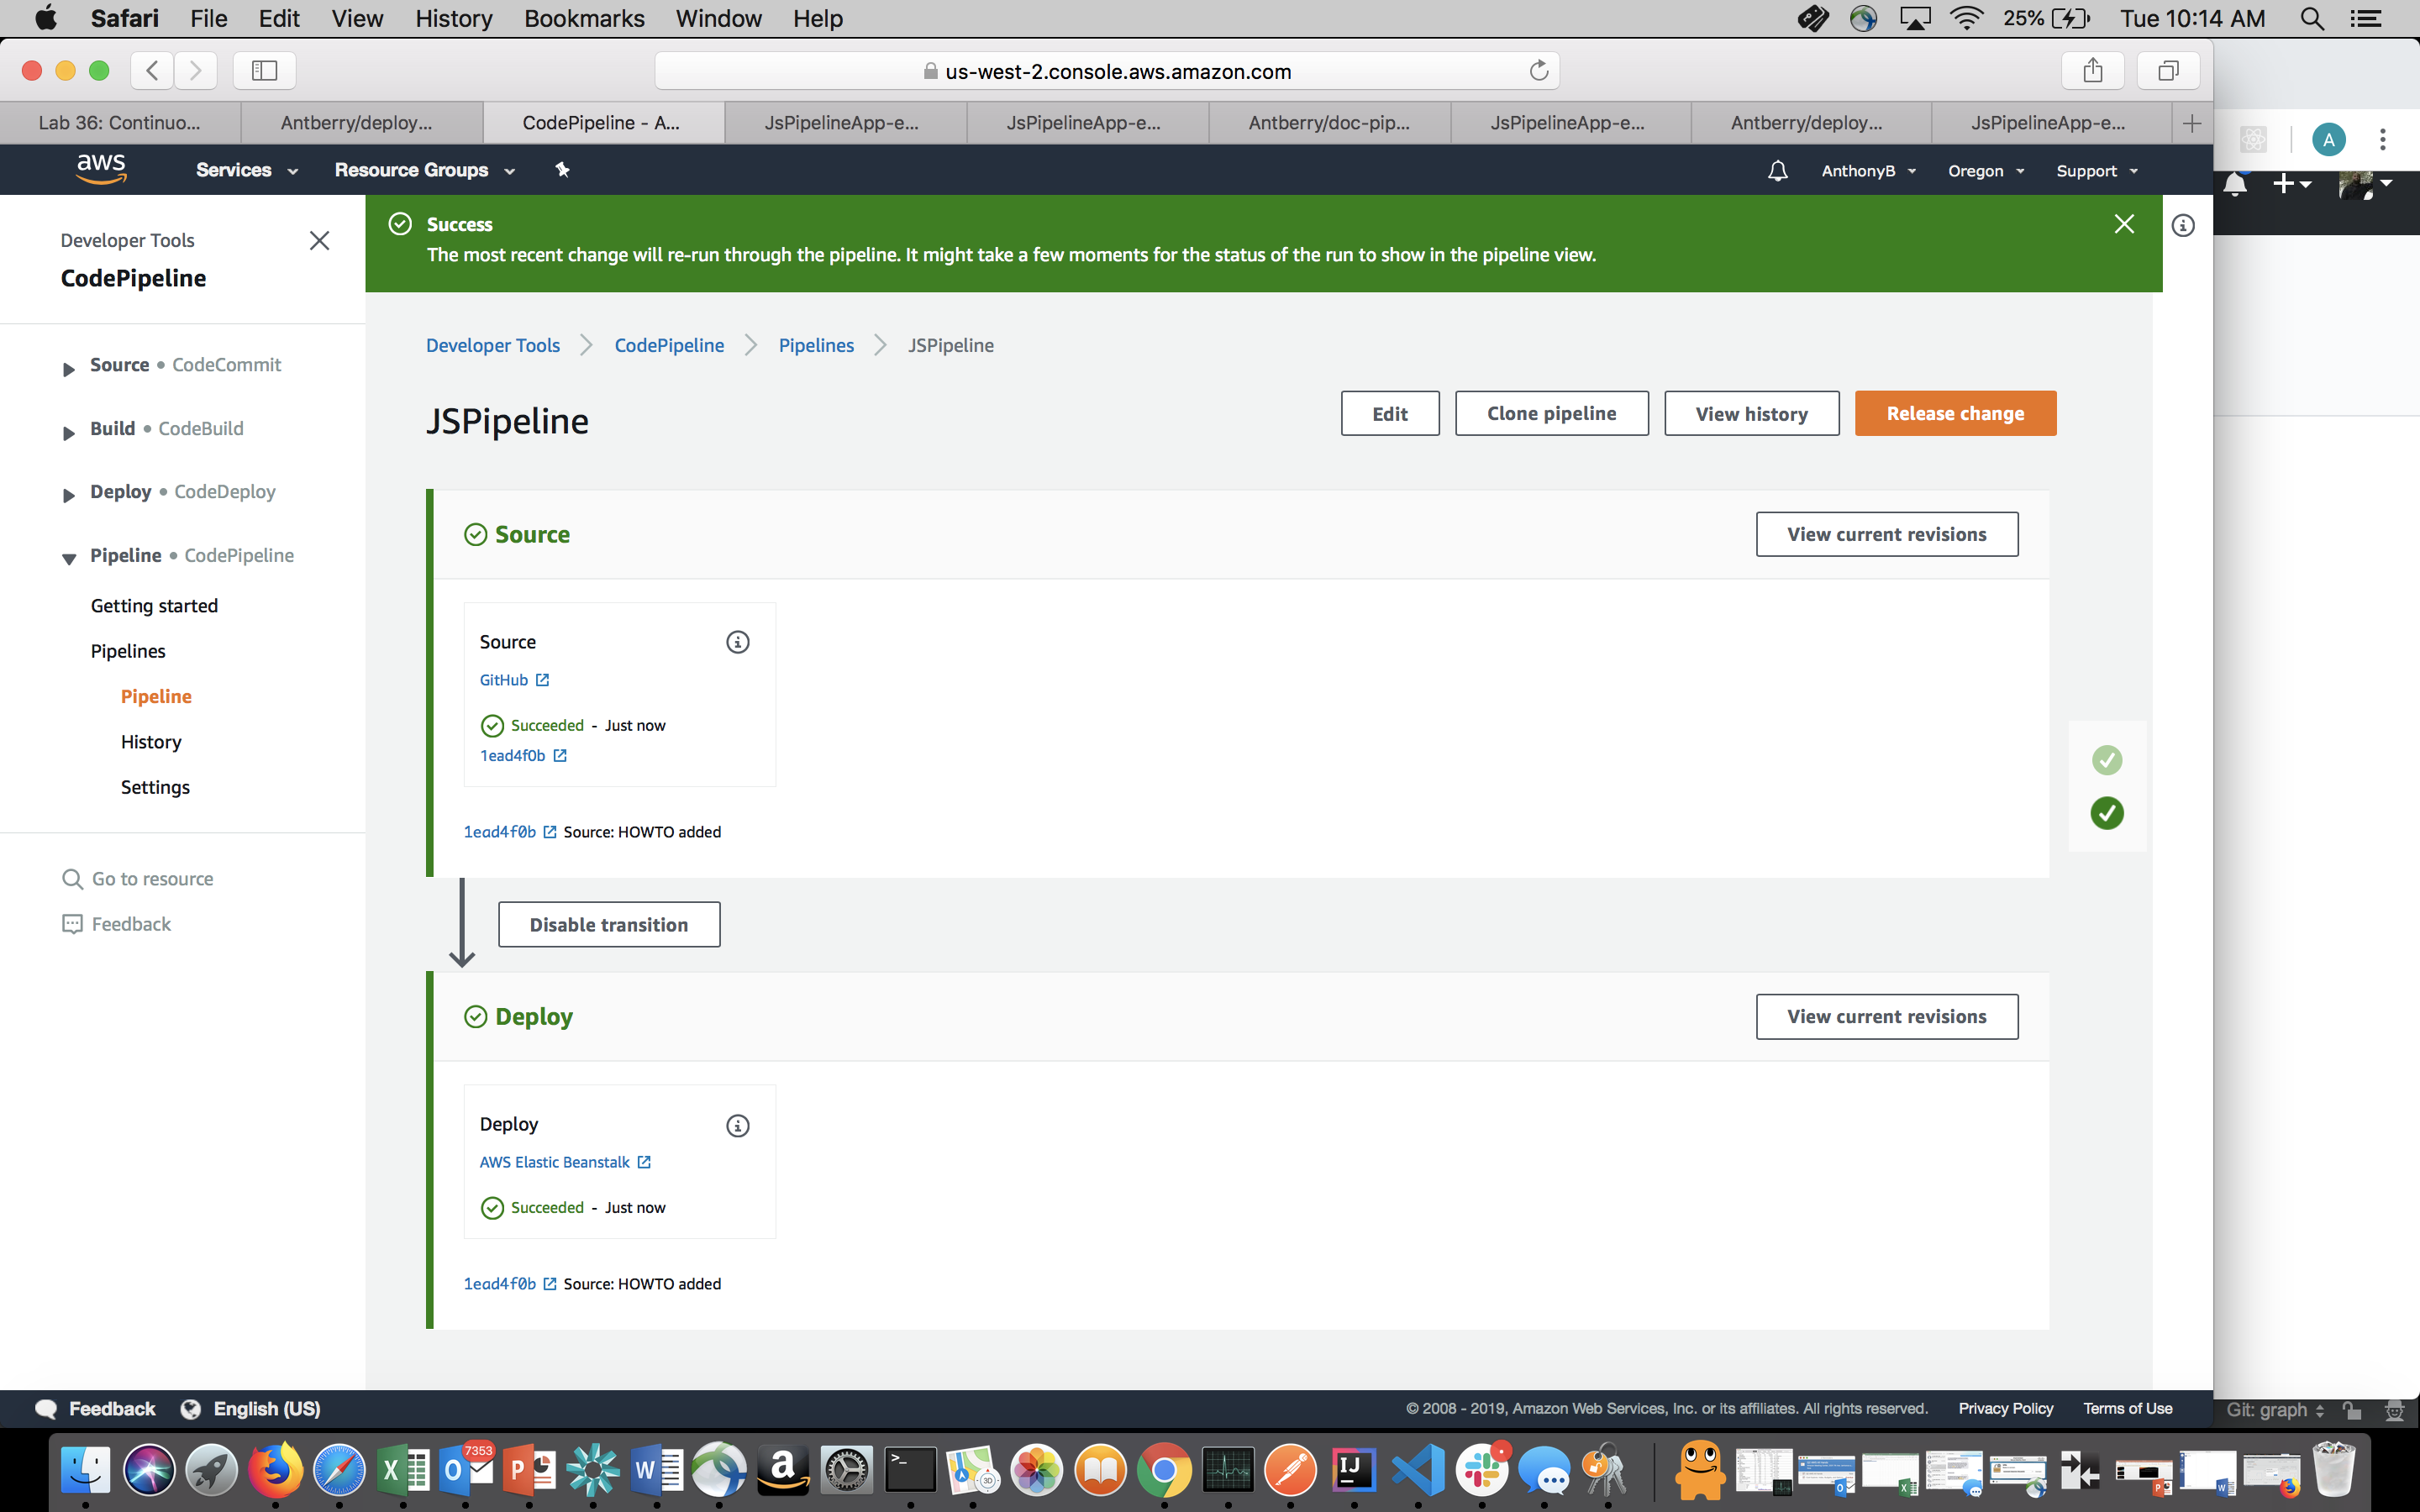 Safari File Edit View History Bookmarks Window Help 25% Tue 10:14 AM
us-west-2.console.aws.amazon.com
Lab 36: Continuo... Antberry/deploy... CodePipeline - A... JsPipelineApp-e... JsPipelineApp-e... Antberry/doc-pip... JsPipelineApp-e... Antberry/deploy... JsPipelineApp-e...
A
aws Services Resource Groups AnthonyB Oregon Support
Developer Tools
CodePipeline
Source • CodeCommit
Build • CodeBuild
Deploy • CodeDeploy
Pipeline • CodePipeline
Getting started
Pipelines
Pipeline
History
Settings
Go to resource
Feedback
Success
The most recent change will re-run through the pipeline. It might take a few moments for the status of the run to show in the pipeline view.
Developer Tools CodePipeline Pipelines JSPipeline
JSPipeline
Edit Clone pipeline View history Release change
Source
View current revisions
Source
GitHub
Succeeded - Just now
1ead4f0b
1ead4f0b Source: HOWTO added
Disable transition
Deploy
View current revisions
Deploy
AWS Elastic Beanstalk
Succeeded - Just now
1ead4f0b Source: HOWTO added
Feedback English (US) © 2008 - 2019, Amazon Web Services, Inc. or its affiliates. All rights reserved. Privacy Policy Terms of Use
Git: graph
7353